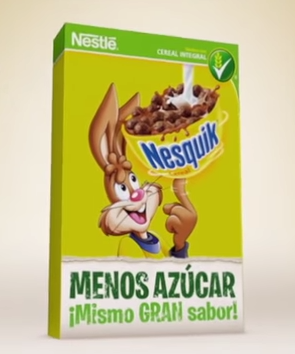 Nestlé
CEREAL INTEGRAL
Nesquik
MENOS AZÚCAR
¡Mismo GRAN sabor!